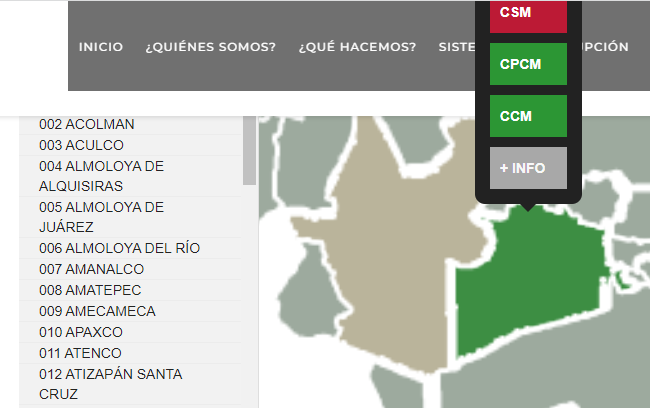 CSM
INICIO ¿QUIÉNES SOMOS? ¿QUÉ HACEMOS? SISTE UPCIÓN
CPCM
CCM
+ INFO
002 ACOLMAN
003 ACULCO
004 ALMOLOYA DE
ALQUISIRAS
005 ALMOLOYA DE
JUÁREZ
006 ALMOLOYA DEL RÍO
007 AMANALCO
008 AMATEPEC
009 AMECAMECA
010 APAXCO
011 ATENCO
012 ATIZAPÁN SANTA
CRUZ